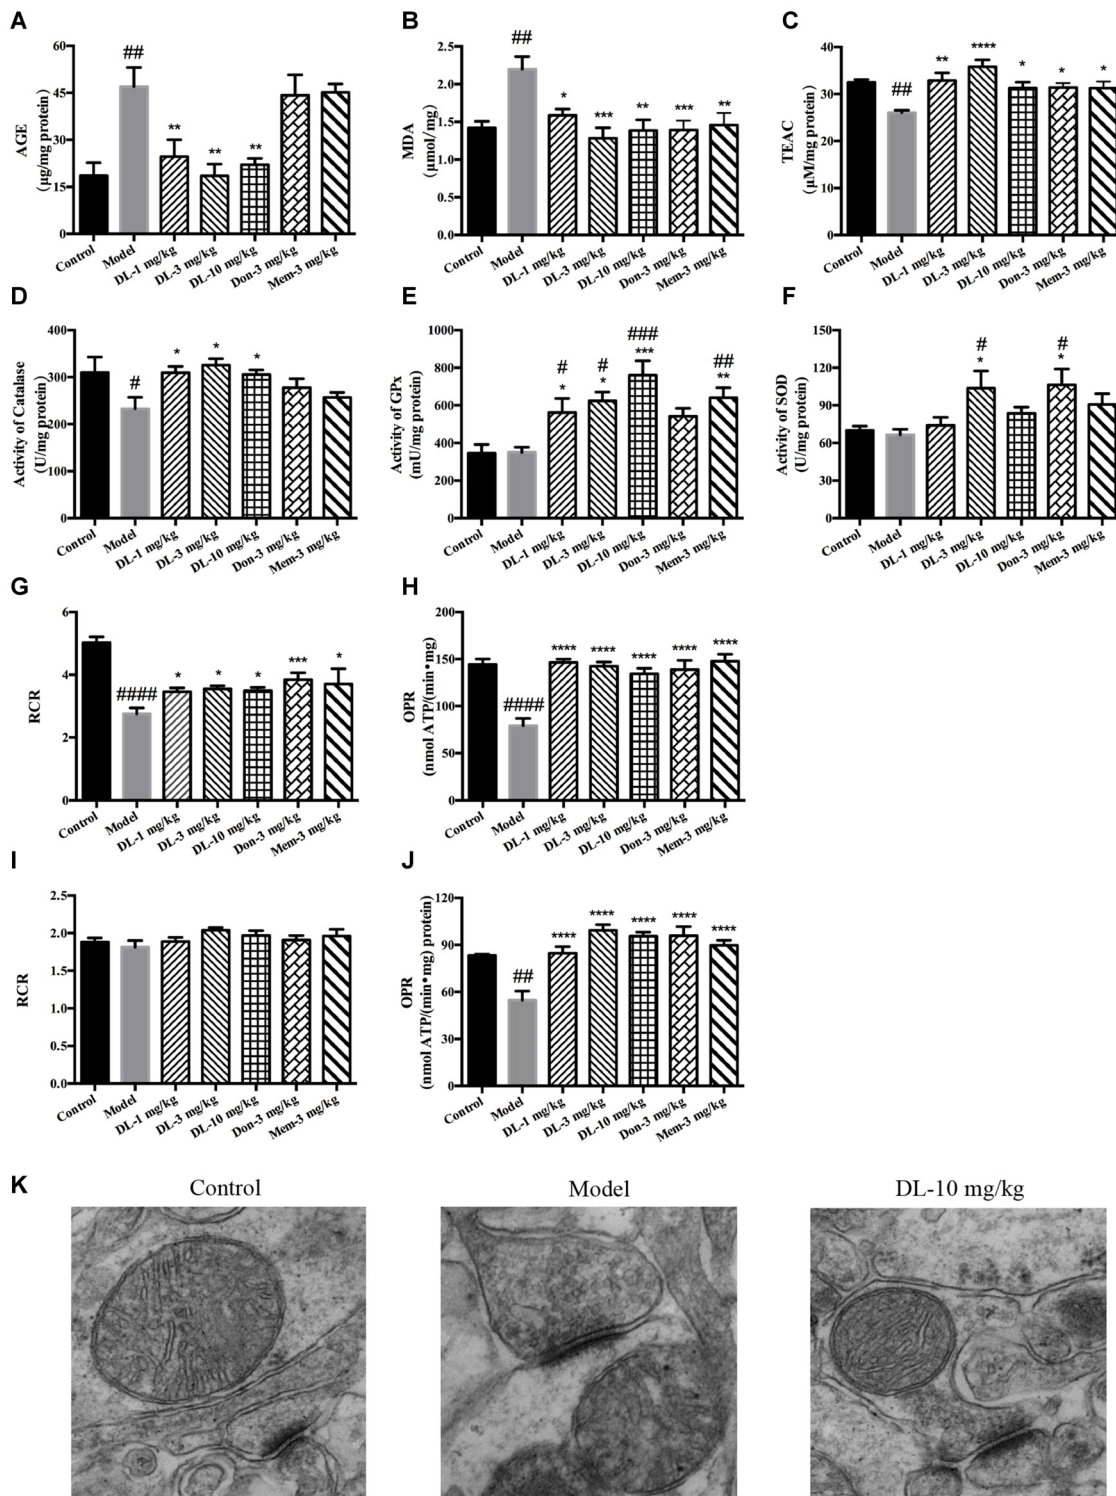 A
AGE
(μg/mg protein)
60
45
30
15
0
##
**
**
**
Control
Model
DL-1 mg/kg
DL-3 mg/kg
DL-10 mg/kg
Don-3 mg/kg
Mem-3 mg/kg
B
MDA
(μmol/mg)
2.5
2.0
1.5
1.0
0.5
0.0
##
*
***
**
***
**
Control
Model
DL-1 mg/kg
DL-3 mg/kg
DL-10 mg/kg
Don-3 mg/kg
Mem-3 mg/kg
C
TEAC
(μM/mg protein)
40
30
20
10
0
##
**
****
*
*
*
Control
Model
DL-1 mg/kg
DL-3 mg/kg
DL-10 mg/kg
Don-3 mg/kg
Mem-3 mg/kg
D
Activity of Catalase
(U/mg protein)
400
300
200
100
0
#
*
*
*
Control
Model
DL-1 mg/kg
DL-3 mg/kg
DL-10 mg/kg
Don-3 mg/kg
Mem-3 mg/kg
E
Activity of GPx
(mU/mg protein)
1000
800
600
400
200
0
#
*
#
*
###
***
##
**
Control
Model
DL-1 mg/kg
DL-3 mg/kg
DL-10 mg/kg
Don-3 mg/kg
Mem-3 mg/kg
F
Activity of SOD
(U/mg protein)
150
120
90
60
30
0
#
*
#
*
Control
Model
DL-1 mg/kg
DL-3 mg/kg
DL-10 mg/kg
Don-3 mg/kg
Mem-3 mg/kg
G
RCR
6
4
2
0
####
*
*
*
***
*
Control
Model
DL-1 mg/kg
DL-3 mg/kg
DL-10 mg/kg
Don-3 mg/kg
Mem-3 mg/kg
H
OPR
(nmol ATP/(min•mg)
200
150
100
50
0
####
****
****
****
****
****
Control
Model
DL-1 mg/kg
DL-3 mg/kg
DL-10 mg/kg
Don-3 mg/kg
Mem-3 mg/kg
I
RCR
2.5
2.0
1.5
1.0
0.5
0.0
Control
Model
DL-1 mg/kg
DL-3 mg/kg
DL-10 mg/kg
Don-3 mg/kg
Mem-3 mg/kg
J
OPR
(nmol ATP/(min•mg) protein)
120
90
60
30
0
##
****
****
****
****
****
Control
Model
DL-1 mg/kg
DL-3 mg/kg
DL-10 mg/kg
Don-3 mg/kg
Mem-3 mg/kg
K
Control
Model
DL-10 mg/kg